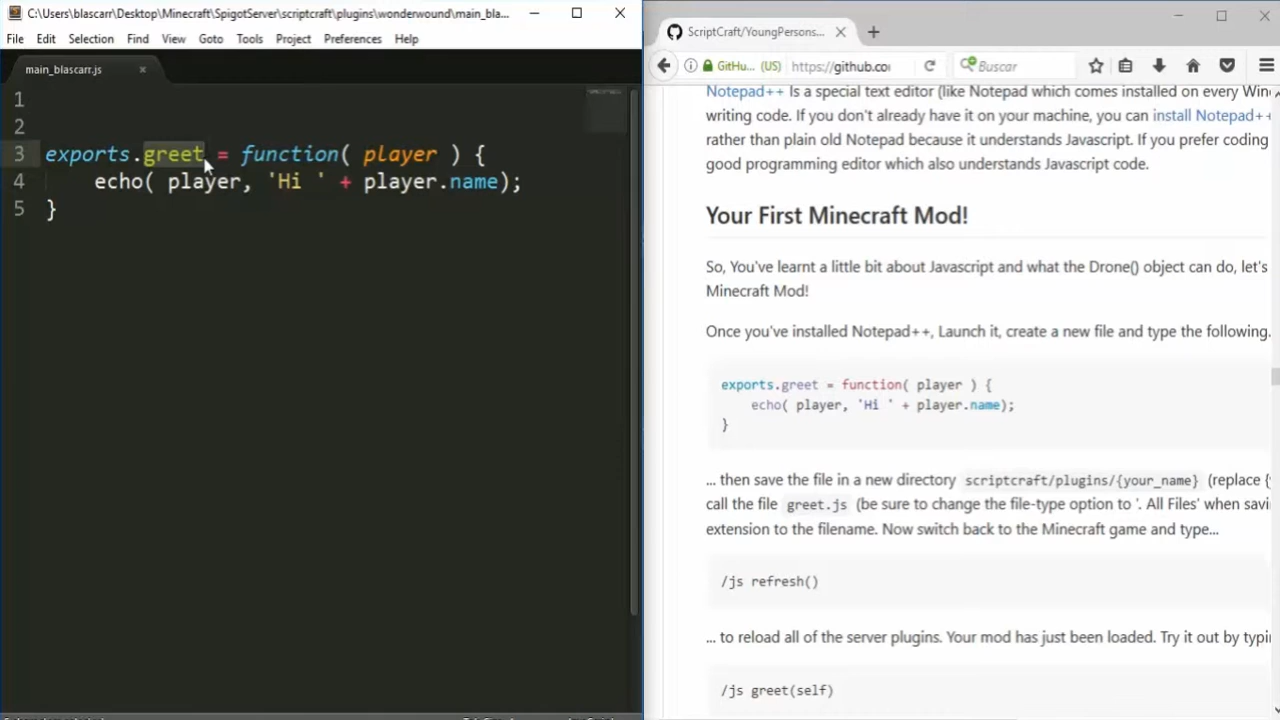 C:\Users\blascarr\Desktop\Minecraft\SpigotServer\scriptcraft\plugins\wonderwound\main_bla...
File Edit Selection Find View Goto Tools Project Preferences Help
main_blascarr.js
1
2
3 exports.greet = function( player ) {
4 echo( player, 'Hi ' + player.name);
5 }
ScriptCraft/YoungPersons...
GitHu... (US) https://github.co Buscar
Notepad++ Is a special text editor (like Notepad which comes installed on every Win
writing code. If you don't already have it on your machine, you can install Notepad++
rather than plain old Notepad because it understands Javascript. If you prefer coding
good programming editor which also understands Javascript code.
Your First Minecraft Mod!
So, You've learnt a little bit about Javascript and what the Drone() object can do, let's
Minecraft Mod!
Once you've installed Notepad++, Launch it, create a new file and type the following.
exports.greet = function( player ) {
echo( player, 'Hi ' + player.name);
}
... then save the file in a new directory scriptcraft/plugins/{your_name} (replace {
call the file greet.js (be sure to change the file-type option to '. All Files' when savi
extension to the filename. Now switch back to the Minecraft game and type...
/js refresh()
... to reload all of the server plugins. Your mod has just been loaded. Try it out by typi
/js greet(self)